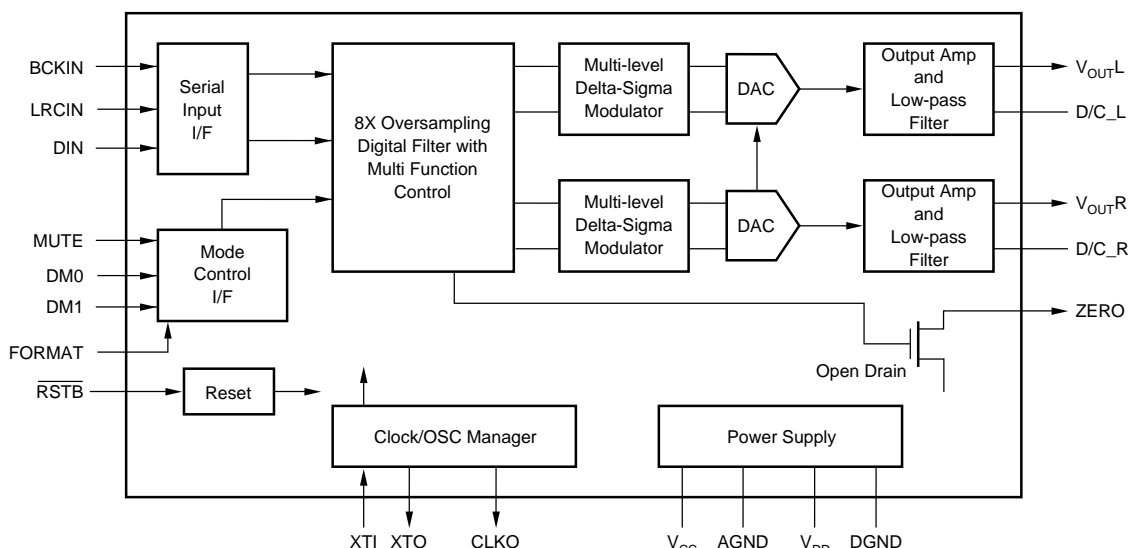 BCKIN
LRCIN
DIN
MUTE
DM0
DM1
FORMAT
RSTB
Serial
Input
I/F
Mode
Control
I/F
Reset
8X Oversampling
Digital Filter with
Multi Function
Control
Multi-level
Delta-Sigma
Modulator
DAC
Output Amp
and
Low-pass
Filter
VOUTL
D/C_L
Multi-level
Delta-Sigma
Modulator
DAC
Output Amp
and
Low-pass
Filter
VOUTR
D/C_R
ZERO
Open Drain
Clock/OSC Manager
Power Supply
XTI
XTO
CLKO
VCC
AGND
VDD
DGND